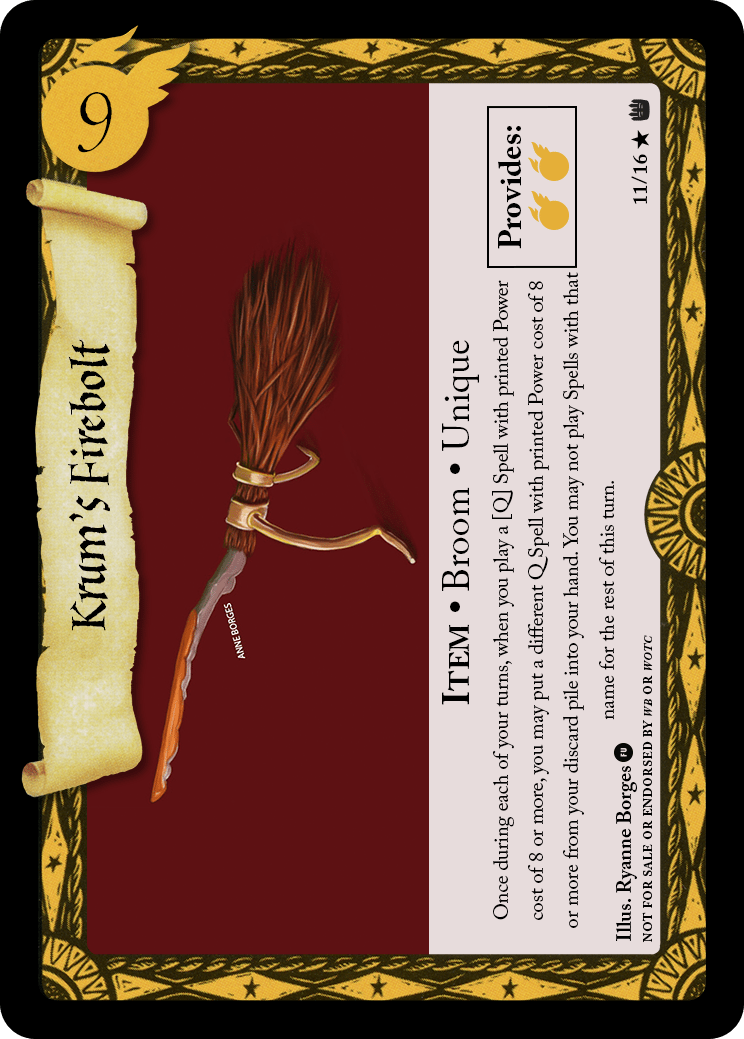 9
Krum's Firebolt
ANNE BORGES
ITEM • Broom • Unique
Provides:
Once during each of your turns, when you play a [Q] Spell with printed Power
cost of 8 or more, you may put a different Q Spell with printed Power cost of 8
or more from your discard pile into your hand. You may not play Spells with that
name for the rest of this turn.
Illus. Ryanne Borges FU
NOT FOR SALE OR ENDORSED BY WB OR WOTC
11/16 ★